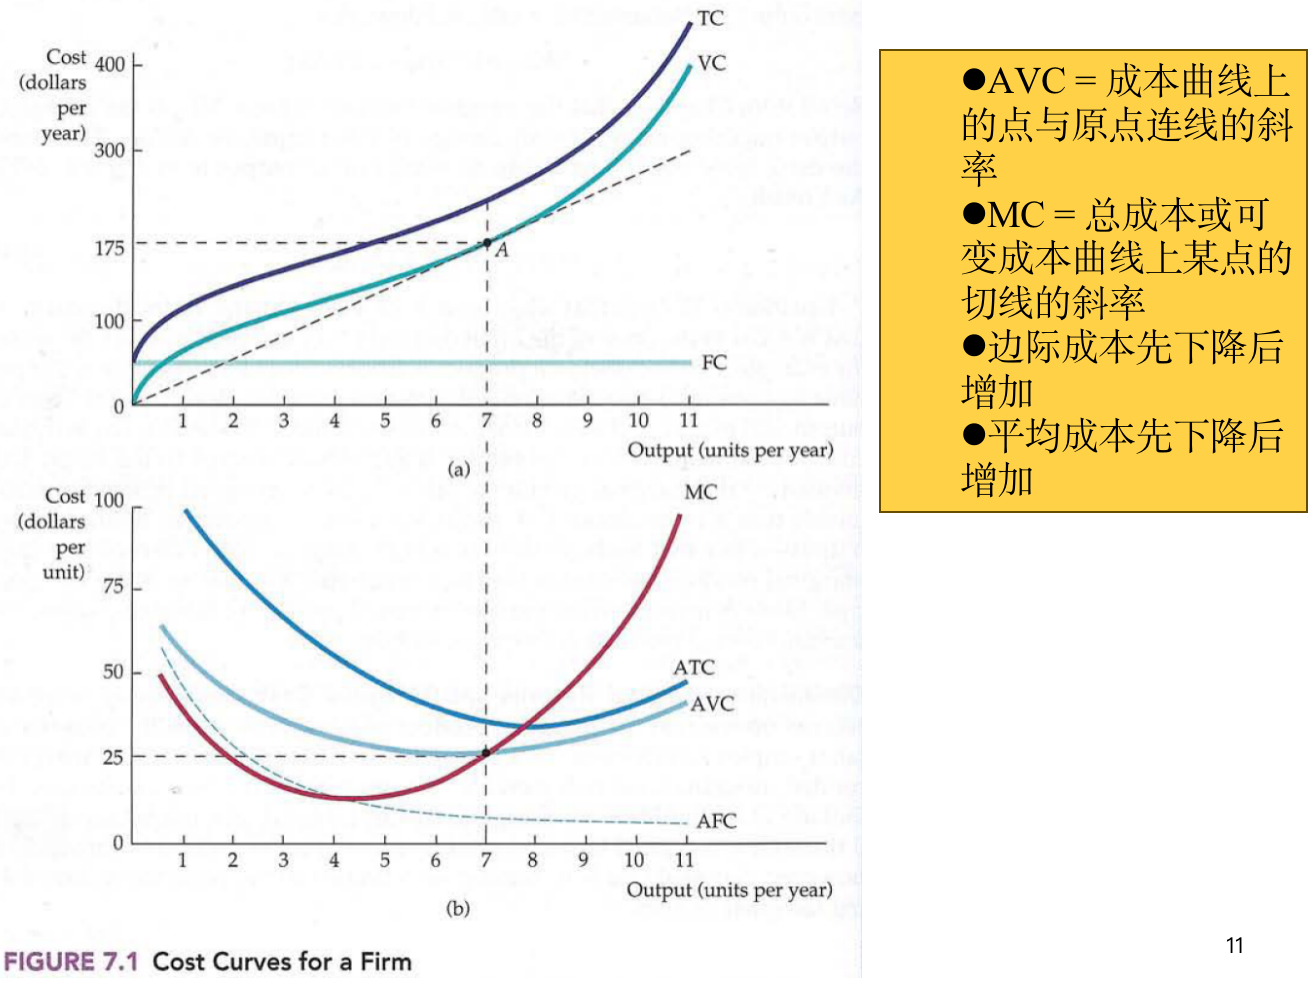 Cost
(dollars
per
year)
400
300
175
100
0
TC
VC
A
FC
1 2 3 4 5 6 7 8 9 10 11
Output (units per year)
(a)
Cost
(dollars
per
unit)
100
75
50
25
0
MC
ATC
AVC
AFC
1 2 3 4 5 6 7 8 9 10 11
Output (units per year)
(b)
FIGURE 7.1 Cost Curves for a Firm
●AVC = 成本曲线上
的点与原点连线的斜
率
●MC = 总成本或可
变成本曲线上某点的
切线的斜率
●边际成本先下降后
增加
●平均成本先下降后
增加
11